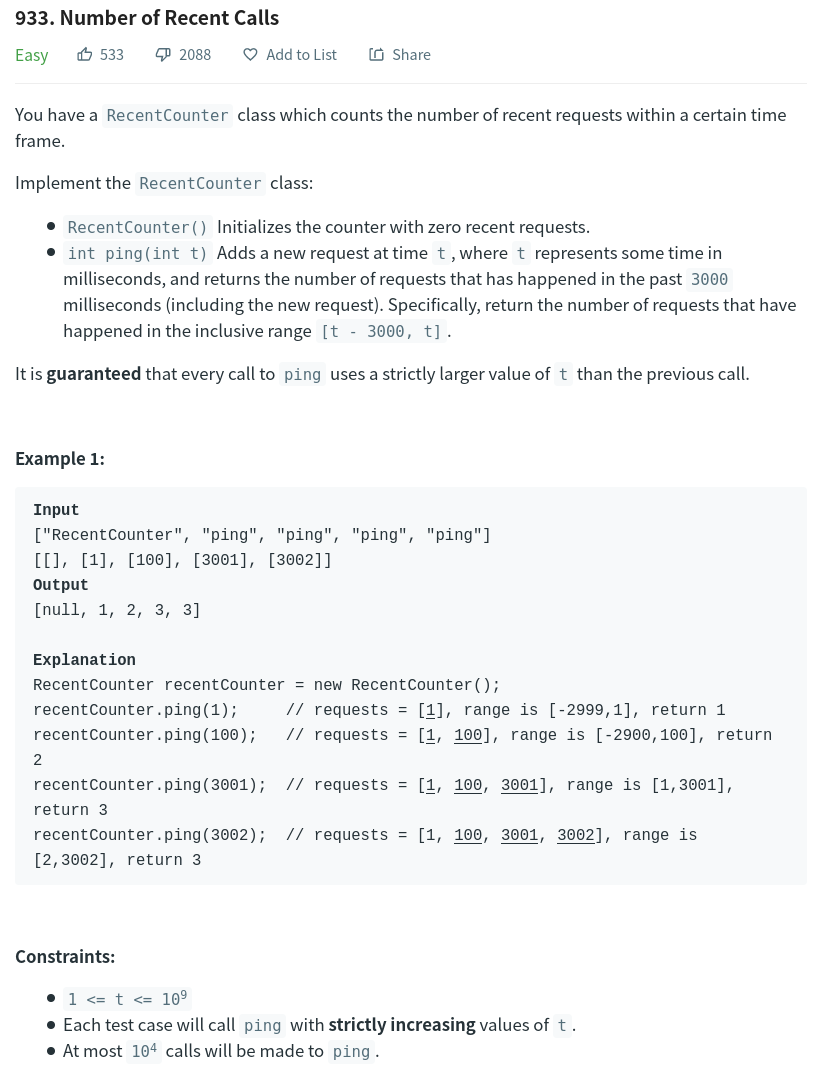 933. Number of Recent Calls
Easy 533 2088 Add to List Share
You have a RecentCounter class which counts the number of recent requests within a certain time
frame.
Implement the RecentCounter class:
• RecentCounter() Initializes the counter with zero recent requests.
• int ping(int t) Adds a new request at time t, where t represents some time in
milliseconds, and returns the number of requests that has happened in the past 3000
milliseconds (including the new request). Specifically, return the number of requests that have
happened in the inclusive range [t - 3000, t].
It is guaranteed that every call to ping uses a strictly larger value of t than the previous call.
Example 1:
Input
["RecentCounter", "ping", "ping", "ping", "ping"]
[[], [1], [100], [3001], [3002]]
Output
[null, 1, 2, 3, 3]
Explanation
RecentCounter recentCounter = new RecentCounter();
recentCounter.ping(1);     // requests = [1], range is [-2999,1], return 1
recentCounter.ping(100);   // requests = [1, 100], range is [-2900,100], return
2
recentCounter.ping(3001);  // requests = [1, 100, 3001], range is [1,3001],
return 3
recentCounter.ping(3002);  // requests = [1, 100, 3001, 3002], range is
[2,3002], return 3
Constraints:
• 1 <= t <= 10⁹
• Each test case will call ping with strictly increasing values of t.
• At most 10⁴ calls will be made to ping.